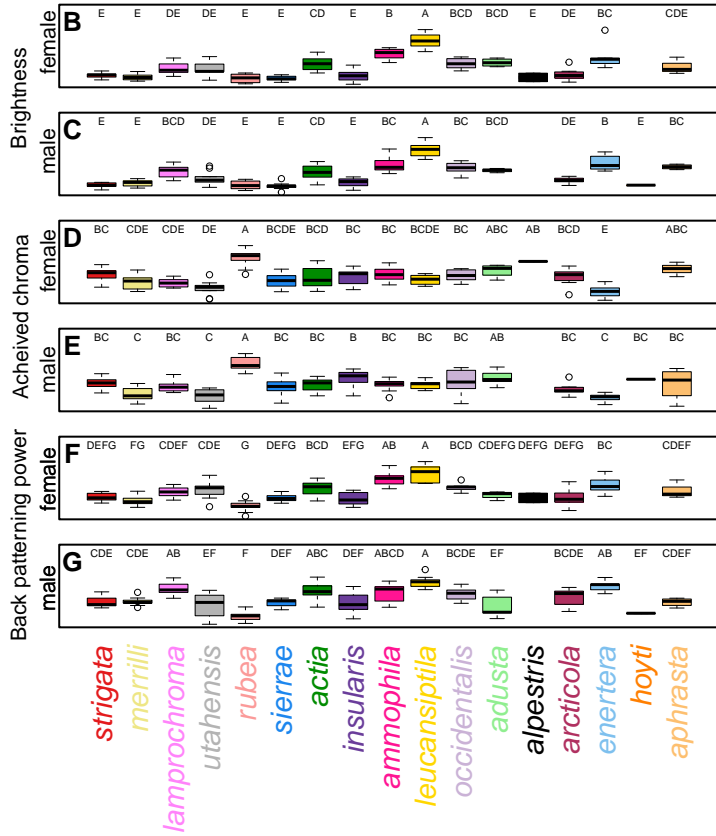 Brightness
B
female
E E DE DE E E CD E B A BCD BCD E DE BC CDE
C
male
E E BCD DE E E CD E BC A BC BCD DE B E BC
Acheived chroma
D
female
BC CDE CDE DE A BCDE BCD BC BC BCDE BC ABC AB BCD E ABC
E
male
BC C BC C A BC BC B BC BC BC AB BC C BC BC
Back patterning power
F
female
DEFG FG CDEF CDE G DEFG BCD EFG AB A BCD CDEFG DEFG DEFG BC CDEF
G
male
CDE CDE AB EF F DEF ABC DEF ABCD A BCDE EF BCDE AB EF CDEF
strigata
merrilli
lamprochroma
utahensis
rubea
sierrae
actia
insularis
ammophila
leucansiptila
occidentalis
adusta
alpestris
arcticola
enertera
hoyti
aphrasta